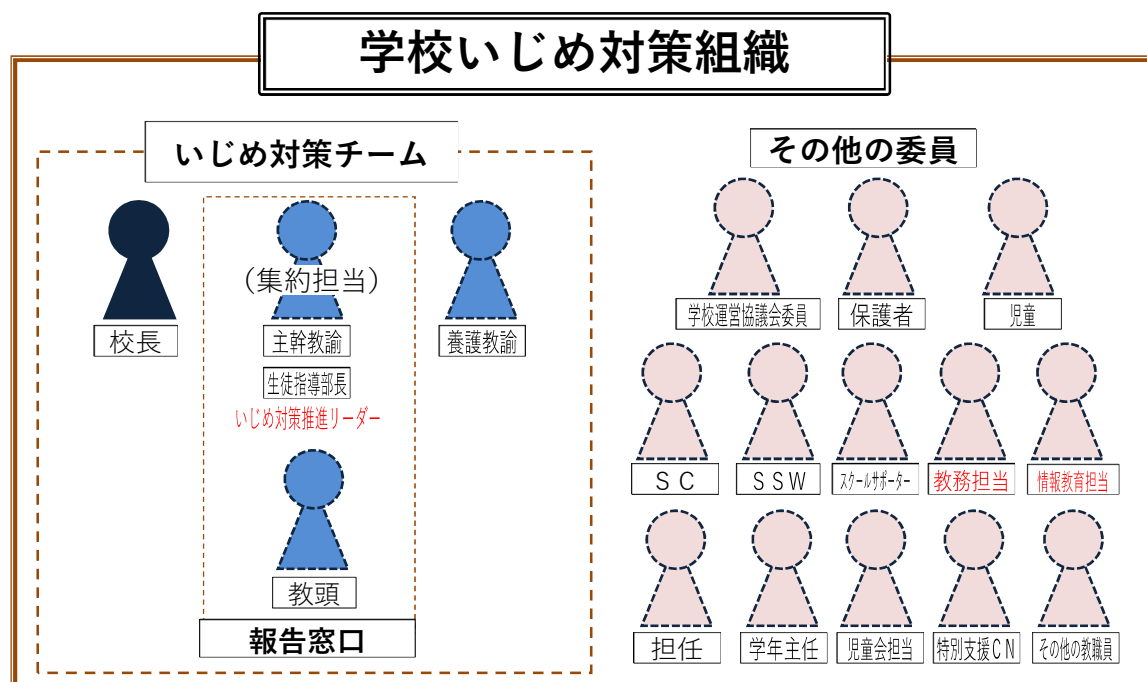 学校いじめ対策組織
いじめ対策チーム
校長
（集約担当）
主幹教諭
生徒指導部長
いじめ対策推進リーダー
養護教諭
教頭
報告窓口
その他の委員
学校運営協議会委員
保護者
児童
ＳＣ
ＳＳＷ
スクールサポーター
教務担当
情報教育担当
担任
学年主任
児童会担当
特別支援ＣＮ
その他の教職員